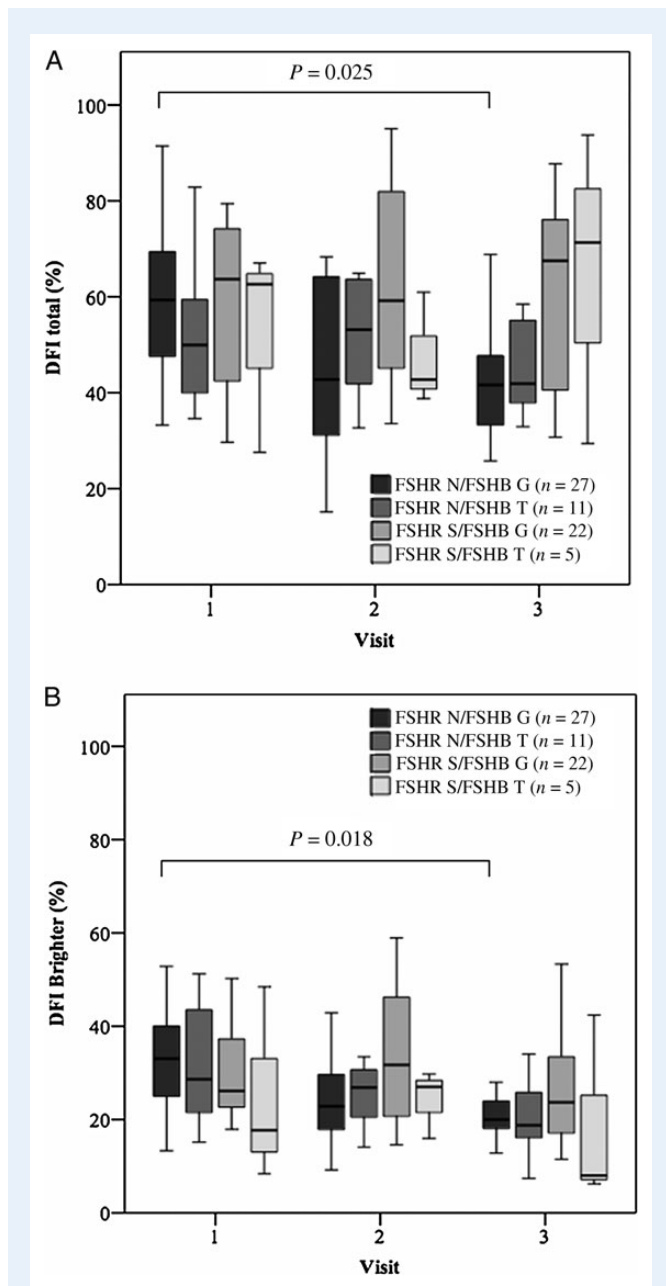 A
P = 0.025
100
80
60
40
20
0
DFI total (%)
FSHR N/FSHB G (n = 27)
FSHR N/FSHB T (n = 11)
FSHR S/FSHB G (n = 22)
FSHR S/FSHB T (n = 5)
1 2 3
Visit
B
FSHR N/FSHB G (n = 27)
FSHR N/FSHB T (n = 11)
FSHR S/FSHB G (n = 22)
FSHR S/FSHB T (n = 5)
P = 0.018
100
80
60
40
20
0
DFI Brighter (%)
1 2 3
Visit